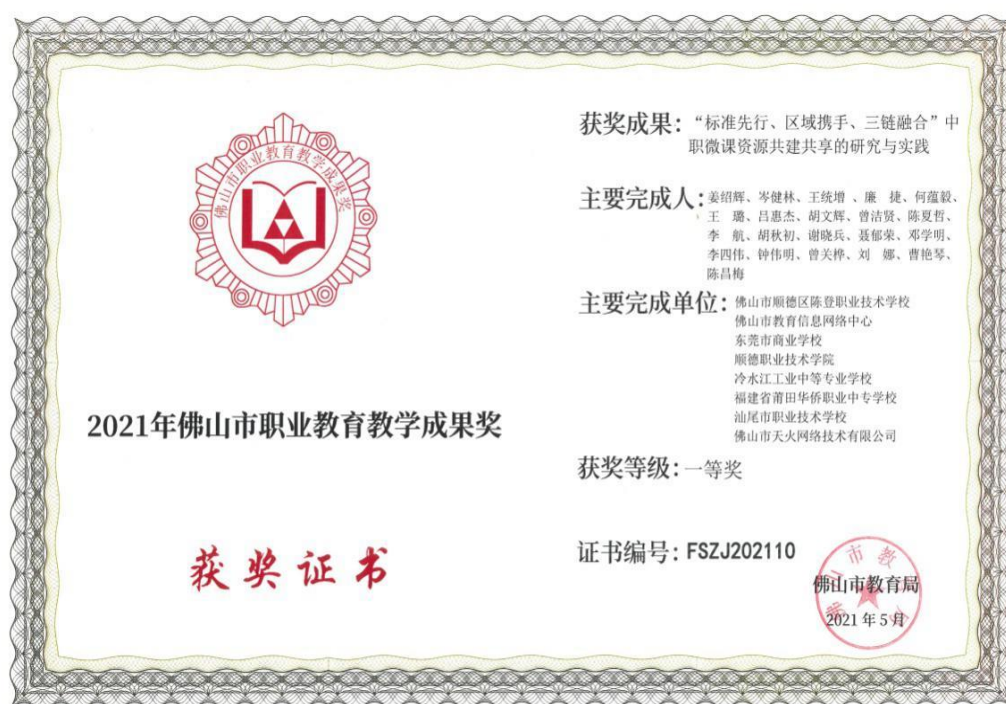 佛山市职业教育教学成果奖
2021年佛山市职业教育教学成果奖
获奖证书
获奖成果：“标准先行、区域携手、三链融合”中
职微课资源共建共享的研究与实践
主要完成人：姜绍辉、岑健林、王统增、廉 捷、何蕴毅、
王 璐、吕惠杰、胡文辉、曾洁贤、陈夏哲、
李 航、胡秋初、谢晓兵、聂郁荣、邓学明、
李四伟、钟伟明、曾关桦、刘 娜、曹艳琴、
陈昌梅
主要完成单位：佛山市顺德区陈登职业技术学校
佛山市教育信息网络中心
东莞市商业学校
顺德职业技术学院
冷水江工业中等专业学校
福建省莆田华侨职业中专学校
汕尾市职业技术学校
佛山市天火网络技术有限公司
获奖等级：一等奖
证书编号：FSZJ202110
佛山市教育局
2021年5月